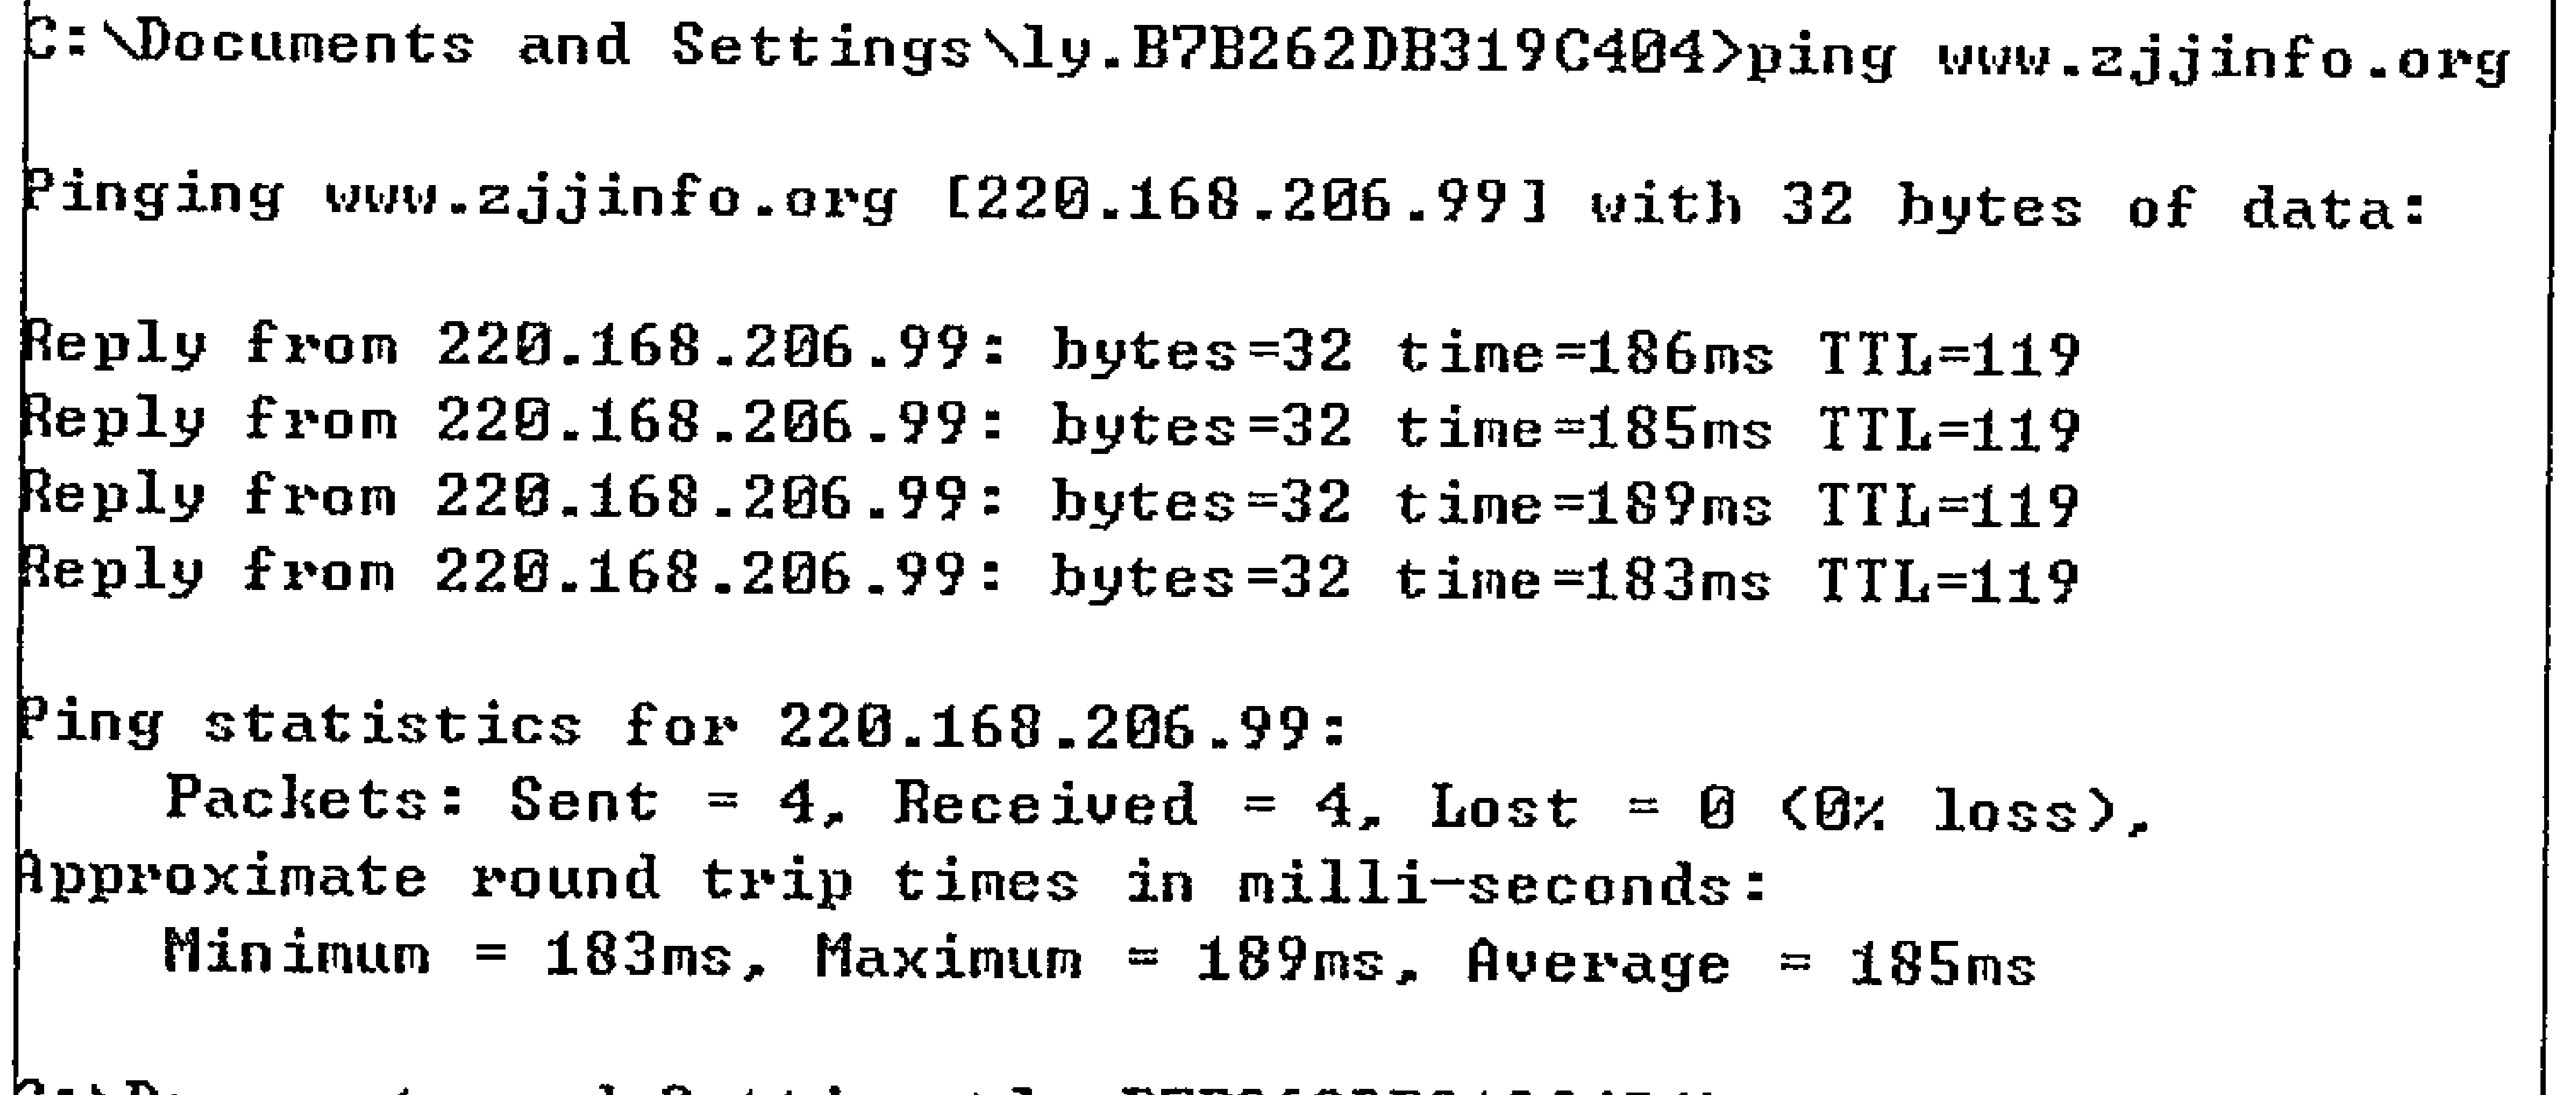 C:\Documents and Settings\ly.B7B262DB319C404>ping www.zjjinfo.org
Pinging www.zjjinfo.org [220.168.206.99] with 32 bytes of data:
Reply from 220.168.206.99: bytes=32 time=186ms TTL=119
Reply from 220.168.206.99: bytes=32 time=185ms TTL=119
Reply from 220.168.206.99: bytes=32 time=189ms TTL=119
Reply from 220.168.206.99: bytes=32 time=183ms TTL=119
Ping statistics for 220.168.206.99:
    Packets: Sent = 4, Received = 4, Lost = 0 (0% loss),
Approximate round trip times in milli-seconds:
    Minimum = 183ms, Maximum = 189ms, Average = 185ms